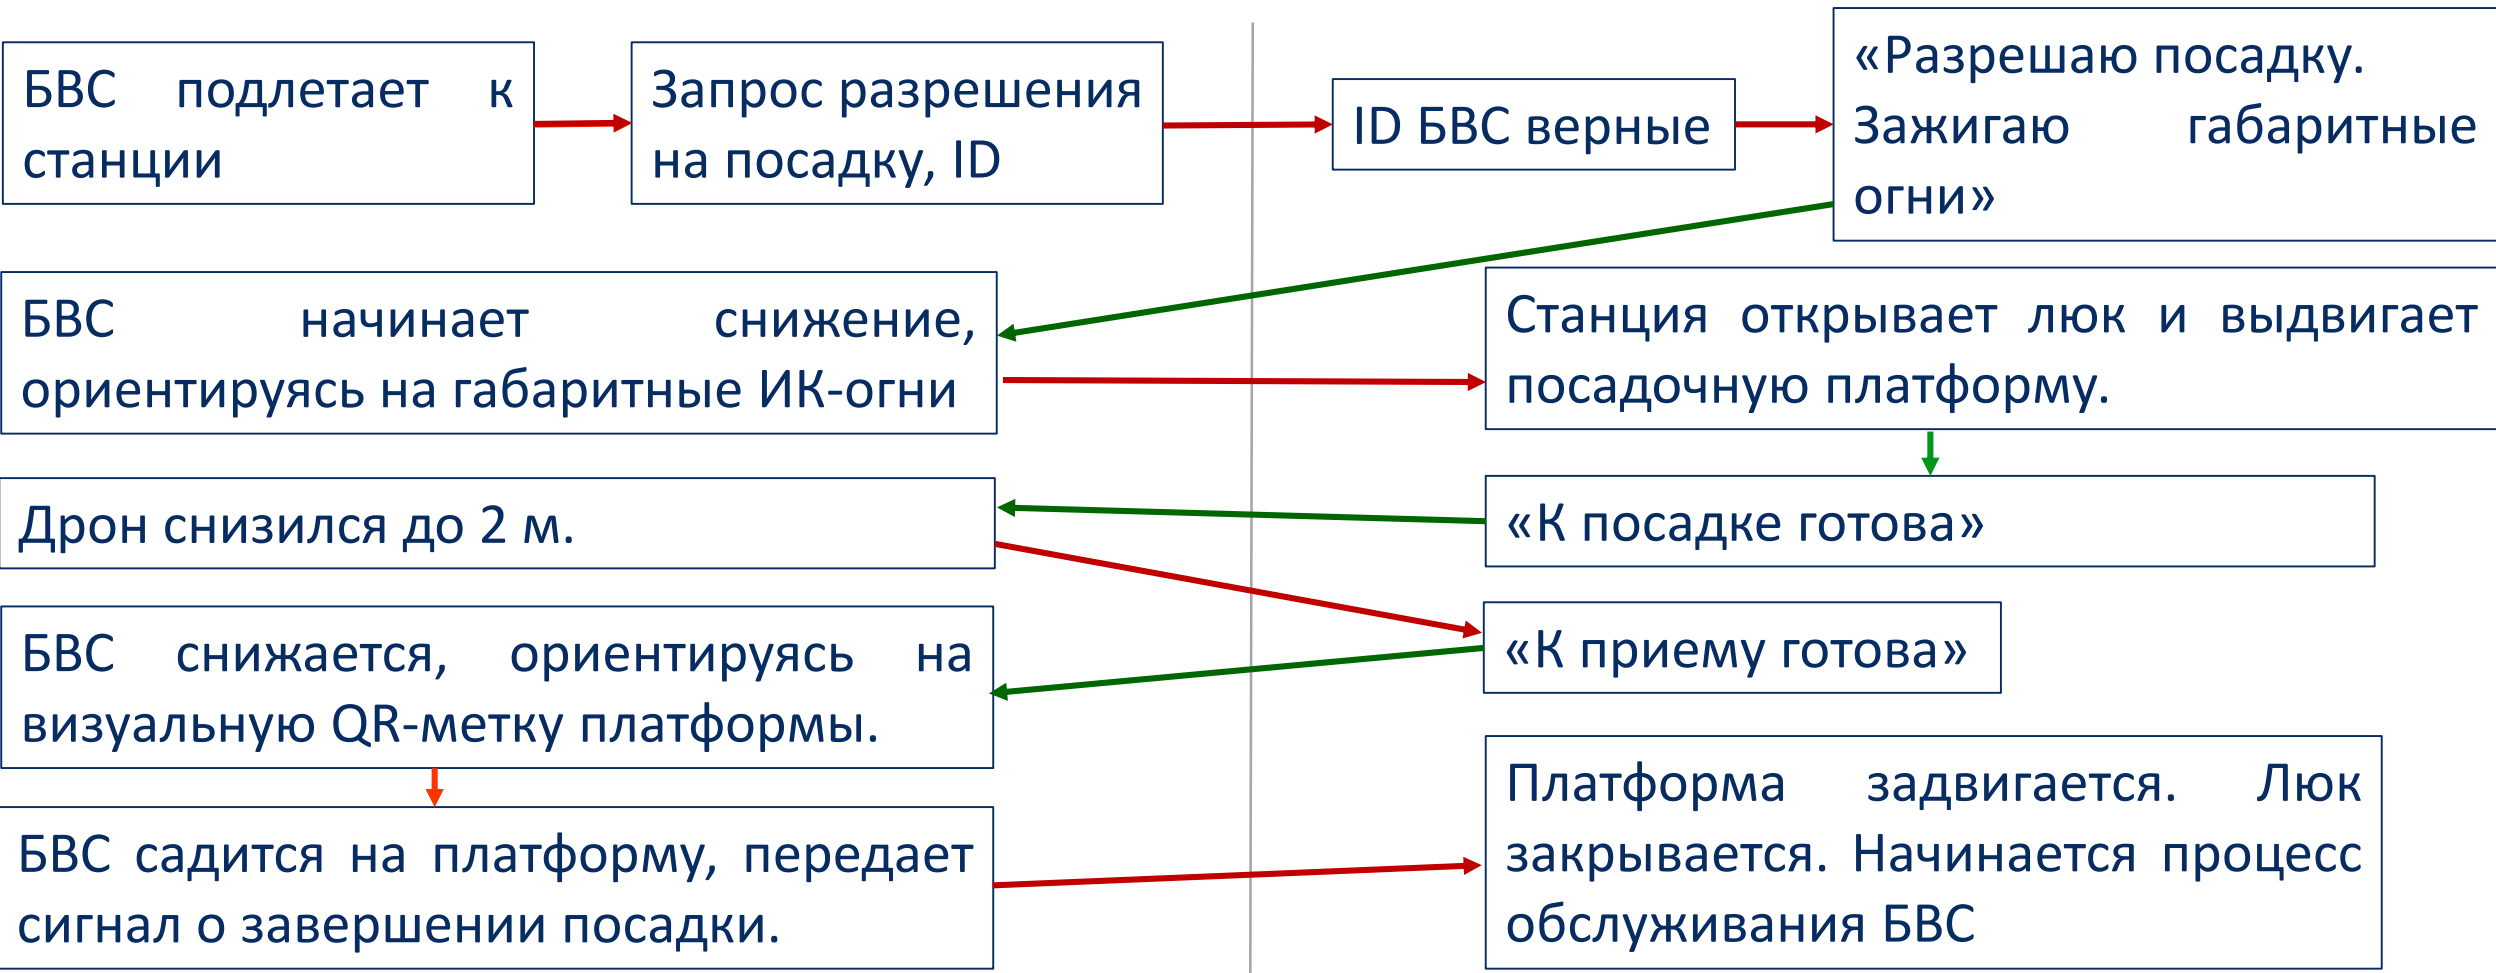 БВС подлетает к
станции
Запрос разрешения
на посадку, ID
ID БВС верные
«Разрешаю посадку.
Зажигаю габаритные
огни»
БВС начинает снижение,
ориентируясь на габаритные ИК-огни
Станция открывает люк и выдвигает
посадочную платформу.
Дрон снизвился до 2 м.
«К посадке готова»
«К приему готова»
БВС снижается, ориентируясь на
визуальную QR-метку платформы.
БВС садится на платформу, передает
сигнал о завершении посадки.
Платформа задвигается. Люк
закрывается. Начинается процесс
обслуживания БВС